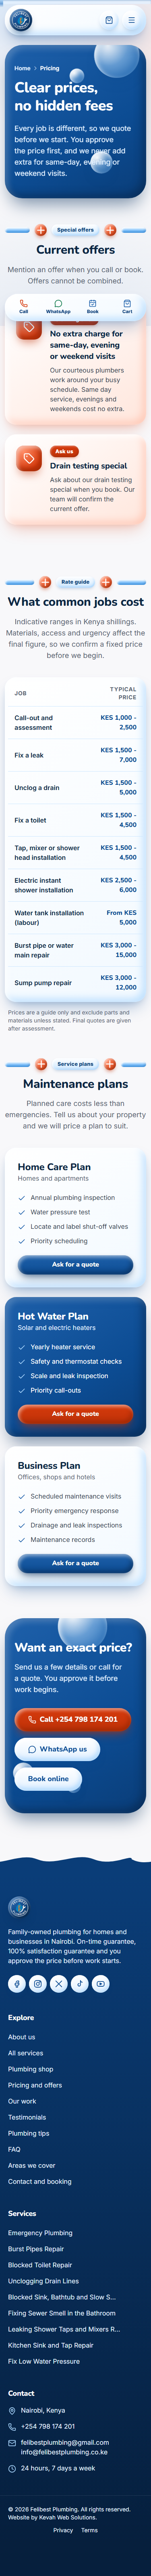 Home > Pricing
Clear prices,
no hidden fees
Every job is different, so we quote
before we start. You approve
the price first, and we never add
extra for same-day, evening or
weekend visits.
Special offers
Current offers
Mention an offer when you call or book.
Offers cannot be combined.
Call
WhatsApp
Book
Cart
No extra charge for
same-day, evening
or weekend visits
Our courteous plumbers
work around your busy
schedule. Same day
service, evenings and
weekends cost no extra.
Ask us
Drain testing special
Ask about our drain testing
special when you book. Our
team will confirm the
current offer.
Rate guide
What common jobs cost
Indicative ranges in Kenya shillings.
Materials, access and urgency affect the
final figure, so we confirm a fixed price
before we begin.
JOB
TYPICAL
PRICE
Call-out and
assessment
KES 1,000 -
2,500
Fix a leak
KES 1,500 -
7,000
Unclog a drain
KES 1,500 -
5,000
Fix a toilet
KES 1,500 -
4,500
Tap, mixer or shower
head installation
KES 1,500 -
4,500
Electric instant
shower installation
KES 2,500 -
6,000
Water tank installation
(labour)
From KES
5,000
Burst pipe or water
main repair
KES 3,000 -
15,000
Sump pump repair
KES 3,000 -
12,000
Prices are a guide only and exclude parts and
materials unless stated. Final quotes are given
after assessment.
Service plans
Maintenance plans
Planned care costs less than
emergencies. Tell us about your property
and we will price a plan to suit.
Home Care Plan
Homes and apartments
Annual plumbing inspection
Water pressure test
Locate and label shut-off valves
Priority scheduling
Ask for a quote
Hot Water Plan
Solar and electric heaters
Yearly heater service
Safety and thermostat checks
Scale and leak inspection
Priority call-outs
Ask for a quote
Business Plan
Offices, shops and hotels
Scheduled maintenance visits
Priority emergency response
Drainage and leak inspections
Maintenance records
Ask for a quote
Want an exact price?
Send us a few details or call for
a quote. You approve it before
work begins.
Call +254 798 174 201
WhatsApp us
Book online
Family-owned plumbing for homes and
businesses in Nairobi. On-time guarantee,
100% satisfaction guarantee and you
approve the price before work starts.
Explore
About us
All services
Plumbing shop
Pricing and offers
Our work
Testimonials
Plumbing tips
FAQ
Areas we cover
Contact and booking
Services
Emergency Plumbing
Burst Pipes Repair
Blocked Toilet Repair
Unclogging Drain Lines
Blocked Sink, Bathtub and Slow S...
Fixing Sewer Smell in the Bathroom
Leaking Shower Taps and Mixers R...
Kitchen Sink and Tap Repair
Fix Low Water Pressure
Contact
Nairobi, Kenya
+254 798 174 201
felibestplumbing@gmail.com
info@felibestplumbing.co.ke
24 hours, 7 days a week
© 2026 Felibest Plumbing. All rights reserved.
Website by Kevah Web Solutions.
Privacy Terms